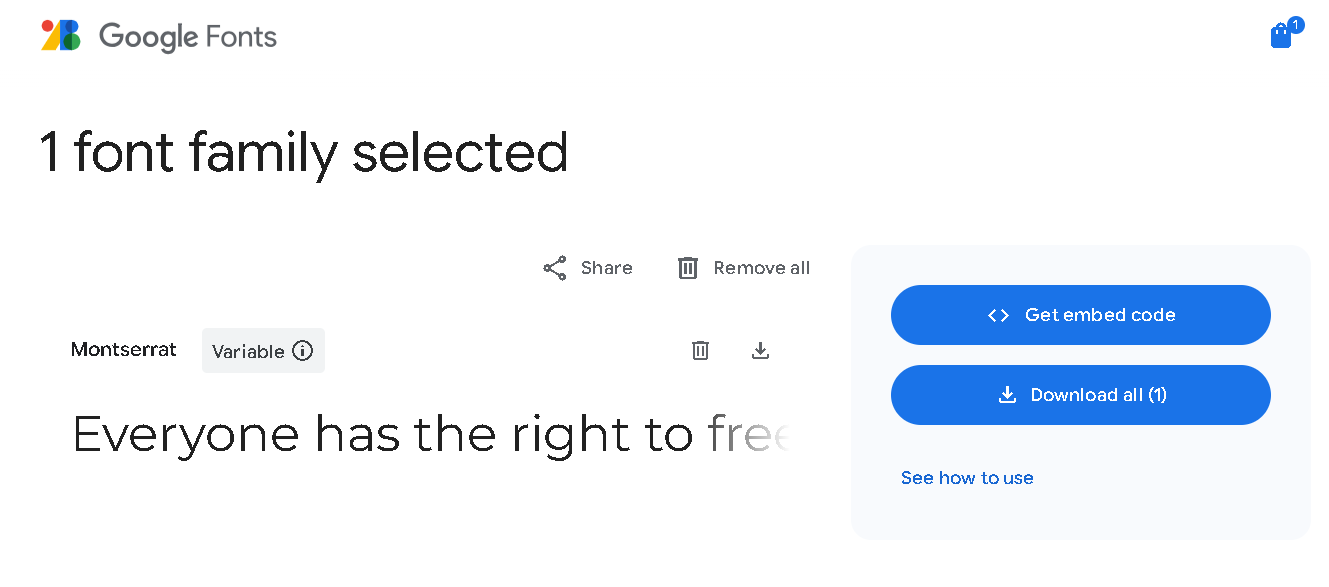 Google Fonts
1
1 font family selected
Share
Remove all
Montserrat
Variable
Everyone has the right to free
Get embed code
Download all (1)
See how to use